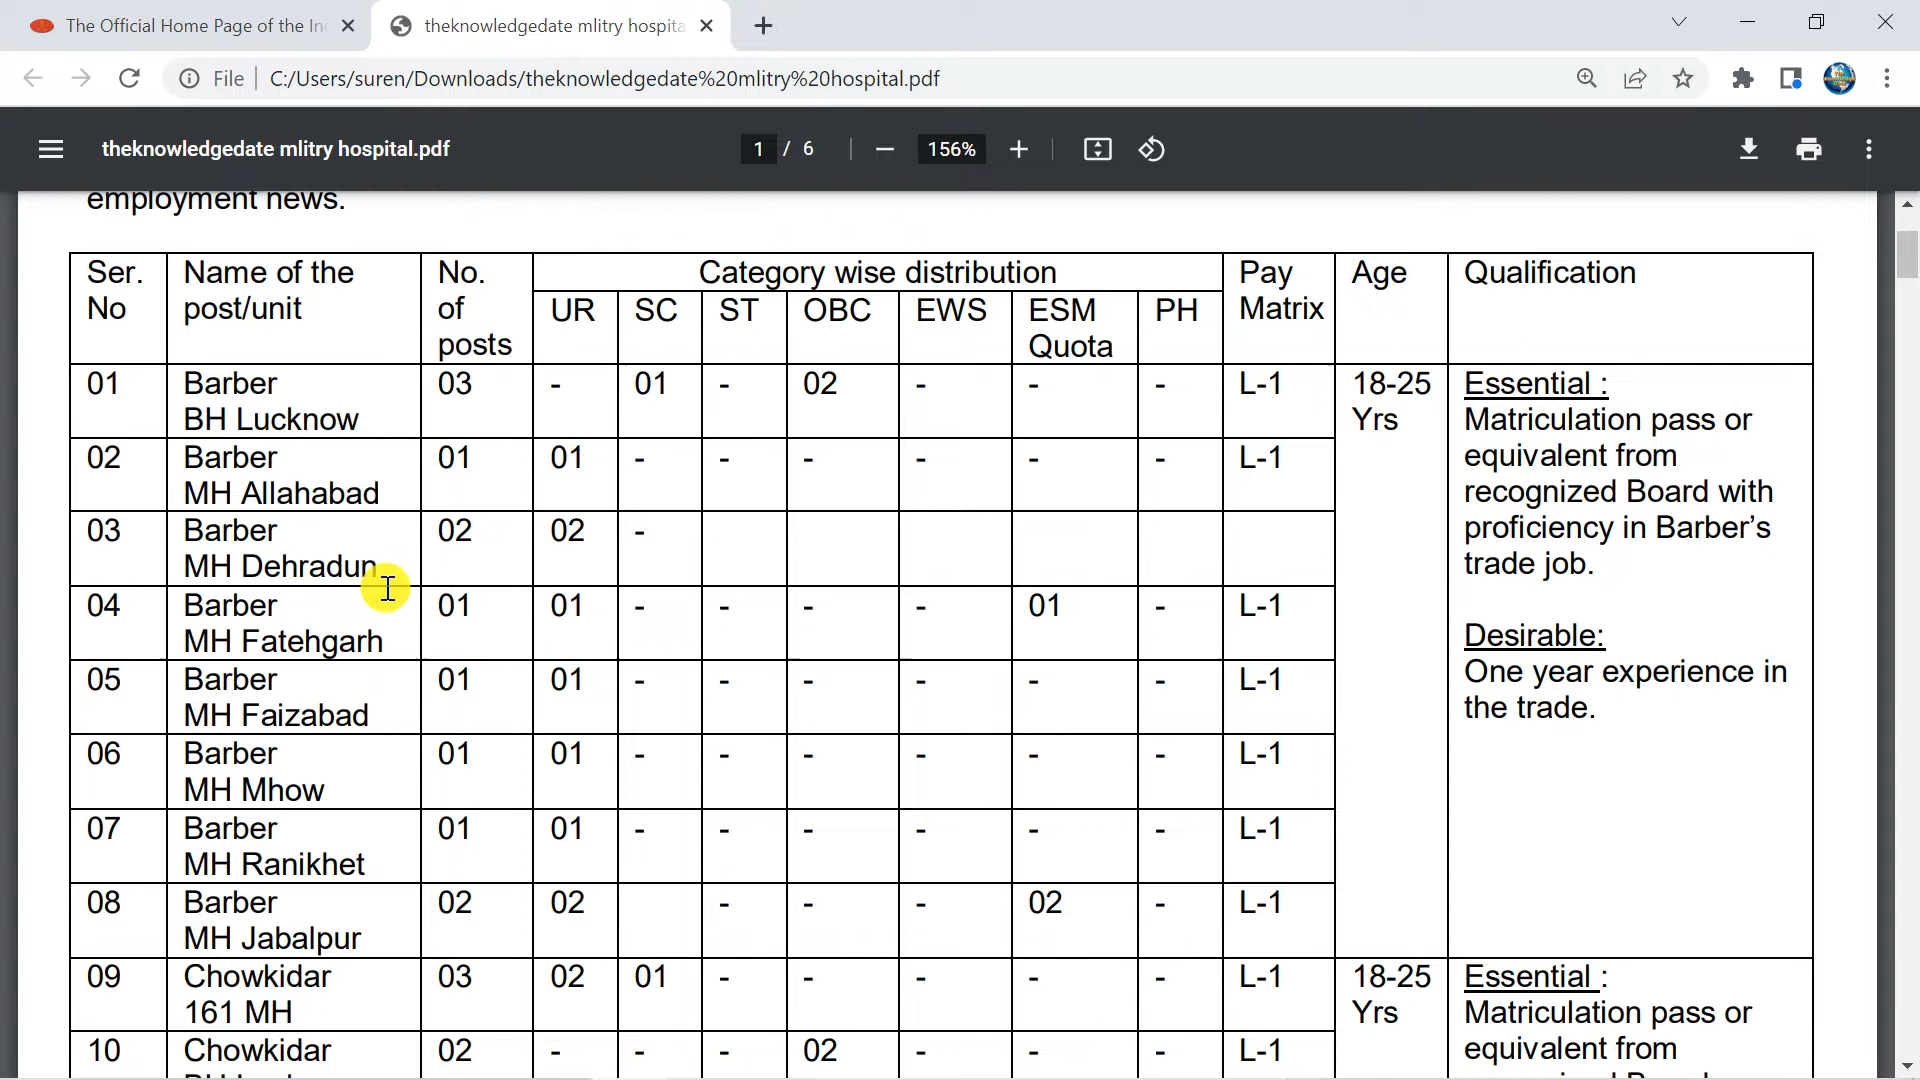 The Official Home Page of the In
theknowledgedate mlitry hospita
File
C:/Users/suren/Downloads/theknowledgedate%20mlitry%20hospital.pdf
theknowledgedate mlitry hospital.pdf
1 / 6
156%
employment news.
Ser. No Name of the post/unit No. of posts Category wise distribution Pay Matrix Age Qualification
UR SC ST OBC EWS ESM Quota PH
01 Barber BH Lucknow 03 - 01 - 02 - - - L-1 18-25 Yrs
02 Barber MH Allahabad 01 01 - - - - - - L-1
03 Barber MH Dehradun 02 02 -
04 Barber MH Fatehgarh 01 01 - - - - 01 - L-1
05 Barber MH Faizabad 01 01 - - - - - - L-1
06 Barber MH Mhow 01 01 - - - - - - L-1
07 Barber MH Ranikhet 01 01 - - - - - - L-1
08 Barber MH Jabalpur 02 02 - - - 02 - L-1
Essential :
Matriculation pass or
equivalent from
recognized Board with
proficiency in Barber’s
trade job.
Desirable:
One year experience in
the trade.
09 Chowkidar 161 MH 03 02 01 - - - - - L-1 18-25 Yrs
10 Chowkidar 02 - - - 02 - - - L-1
Essential :
Matriculation pass or
equivalent from